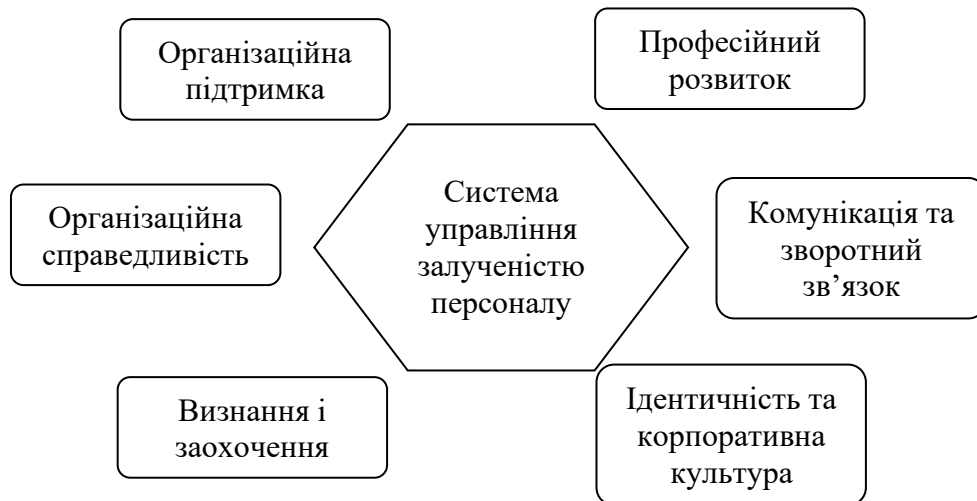 Організаційна
підтримка
Професійний
розвиток
Організаційна
справедливість
Система
управління
залученістю
персоналу
Комунікація та
зворотний
зв’язок
Визнання і
заохочення
Ідентичність та
корпоративна
культура